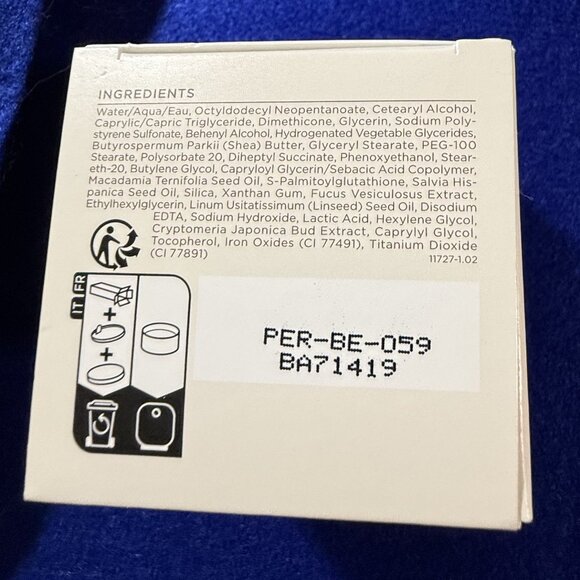 INGREDIENTS
Water/Aqua/Eau, Octyldodecyl Neopentanoate, Cetearyl Alcohol,
Caprylic/Capric Triglyceride, Dimethicone, Glycerin, Sodium Poly-
styrene Sulfonate, Behenyl Alcohol, Hydrogenated Vegetable Glycerides,
Butyrospermum Parkii (Shea) Butter, Glyceryl Stearate, PEG-100
Stearate, Polysorbate 20, Diheptyl Succinate, Phenoxyethanol, Stear-
eth-20, Butylene Glycol, Capryloyl Glycerin/Sebacic Acid Copolymer,
Macadamia Ternifolia Seed Oil, S-Palmitoylglutathione, Salvia His-
panica Seed Oil, Silica, Xanthan Gum, Fucus Vesiculosus Extract,
Ethylhexylglycerin, Linum Usitatissimum (Linseed) Seed Oil, Disodium
EDTA, Sodium Hydroxide, Lactic Acid, Hexylene Glycol,
Cryptomeria Japonica Bud Extract, Caprylyl Glycol,
Tocopherol, Iron Oxides (CI 77491), Titanium Dioxide
(CI 77891)
11727-1.02
IT FR
+
+
PER-BE-059
BA71419